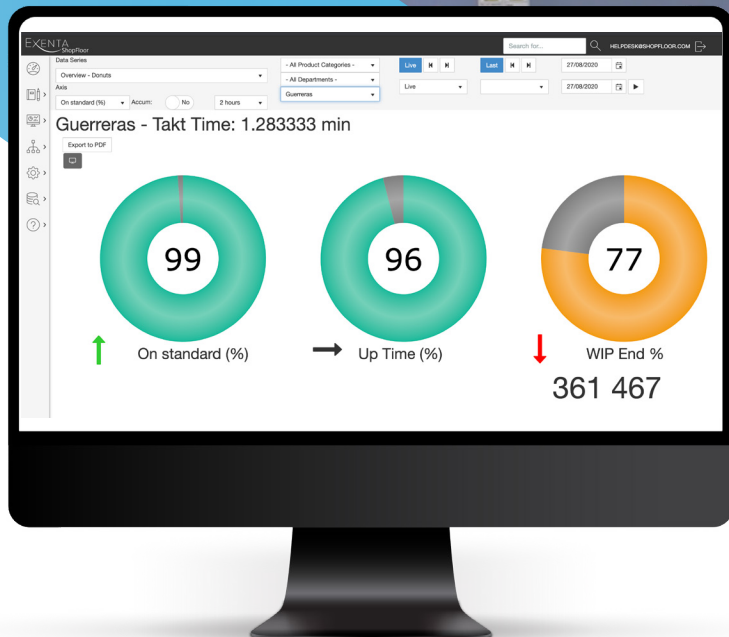 EXENTA
ShopFloor
Search for...
HELPDESK@SHOPFLOOR.COM
Data Series
Overview - Donuts
Axis
On standard (%)
Accum:
No
2 hours
- All Product Categories -
- All Departments -
Guerreras
Live
Last
27/08/2020
Live
27/08/2020
Guerreras - Takt Time: 1.283333 min
Export to PDF
99
96
77
On standard (%)
Up Time (%)
WIP End %
361 467